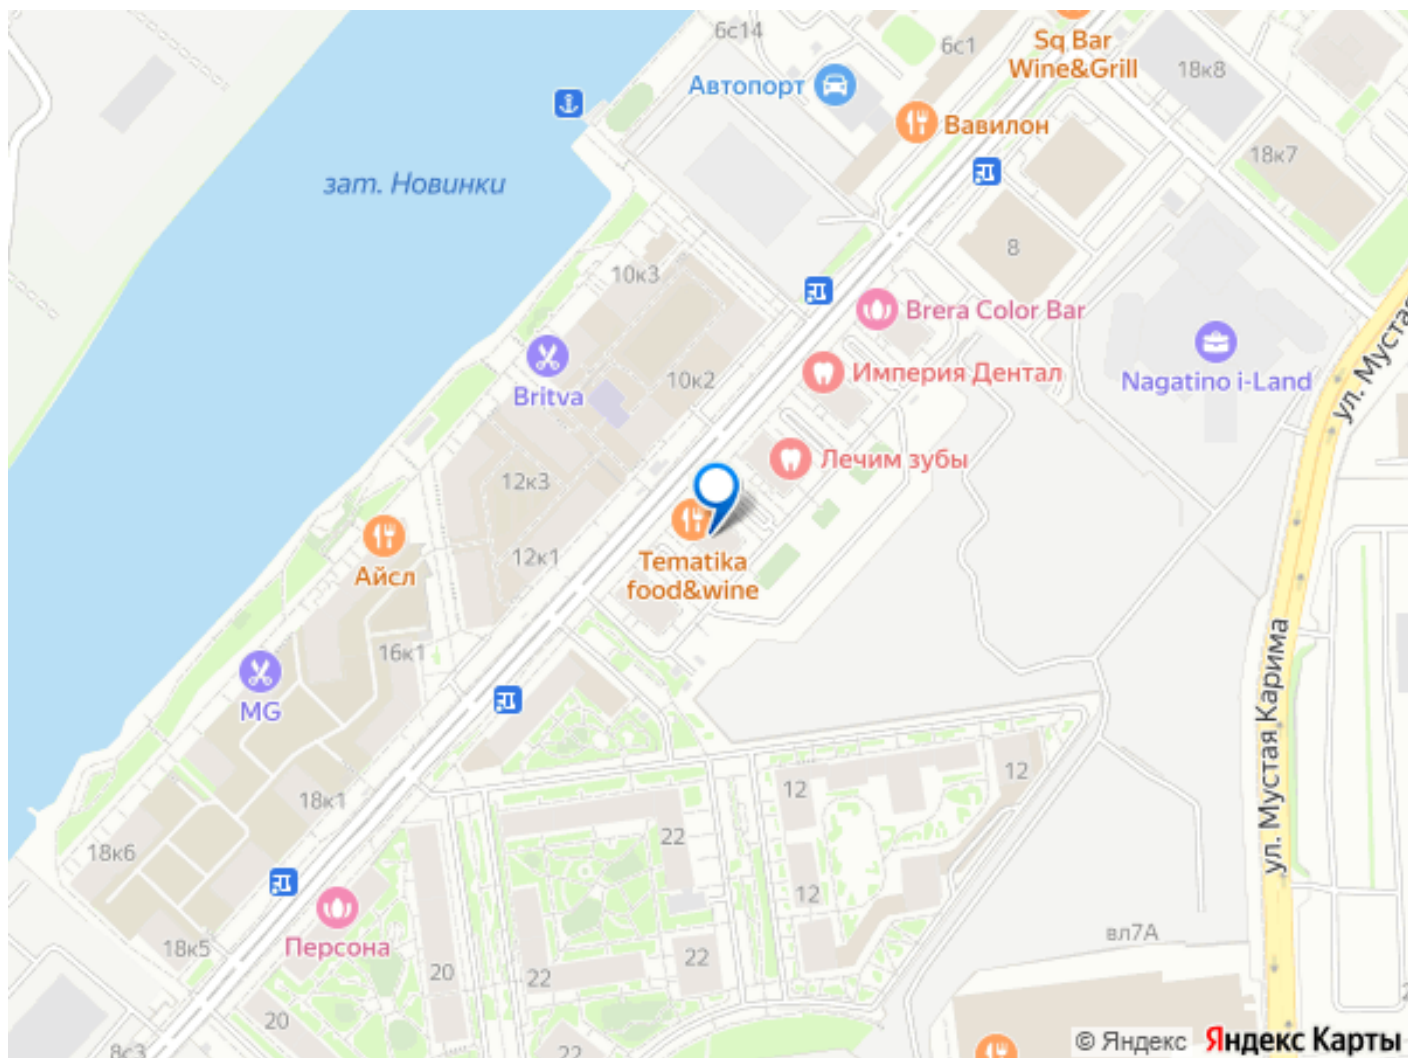 6с14
6с1
Sq Bar
Wine&Grill
18к8
Автопорт
Вавилон
18к7
зат. Новинки
8
10к3
Brera Color Bar
ул. Мустая
Nagatino i-Land
Империя Дентал
10к2
Britva
Лечим зубы
12к3
12к1
Tematika
food&wine
Айсл
16к1
MG
ул. Мустая Карима
18к1
12
12
22
18к6
12
Персона
18к5
20
22
22
вл7А
20
22
8с3
2
© Яндекс Яндекс Карты